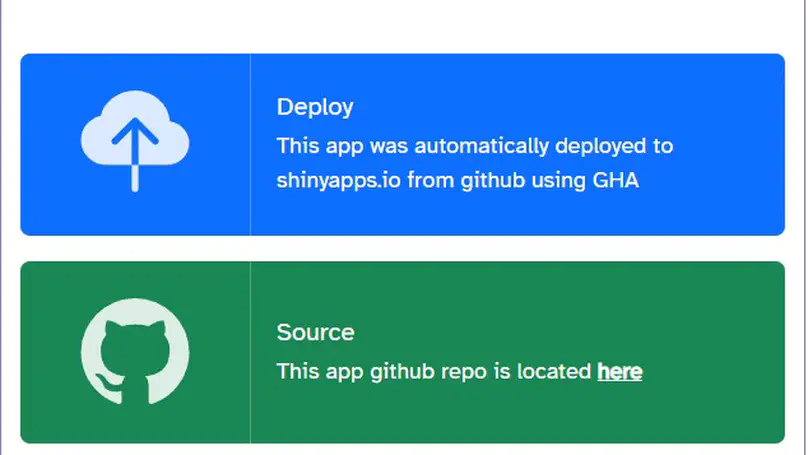 Deploy
This app was automatically deployed to
shinyapps.io from github using GHA
Source
This app github repo is located here